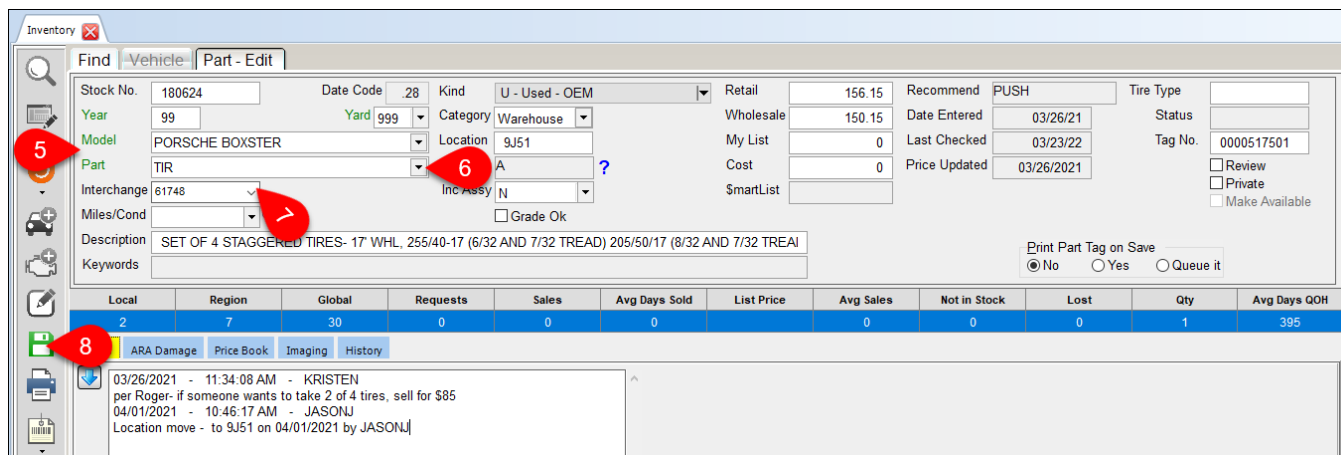 Inventory
Find Vehicle Part - Edit
Stock No. 180624 Date Code .28 Kind U - Used - OEM Retail 156.15 Recommend PUSH Tire Type
Year 99 Yard 999 Category Warehouse Wholesale 150.15 Date Entered 03/26/21 Status
5 Model PORSCHE BOXSTER Location 9J51 My List 0 Last Checked 03/23/22 Tag No. 0000517501
Part TIR 6 A ? Cost 0 Price Updated 03/26/2021 Review
Interchange 61748 7 Inc Assy N $martList Private
Make Available
Miles/Cond Grade Ok
Description SET OF 4 STAGGERED TIRES- 17' WHL, 255/40-17 (6/32 AND 7/32 TREAD) 205/50/17 (8/32 AND 7/32 TREAI
Print Part Tag on Save
Keywords No Yes Queue it
Local Region Global Requests Sales Avg Days Sold List Price Avg Sales Not in Stock Lost Qty Avg Days QOH
2 7 30 0 0 0 0 0 0 1 395
8 ARA Damage Price Book Imaging History
03/26/2021 - 11:34:08 AM - KRISTEN
per Roger- if someone wants to take 2 of 4 tires, sell for $85
04/01/2021 - 10:46:17 AM - JASONJ
Location move - to 9J51 on 04/01/2021 by JASONJ